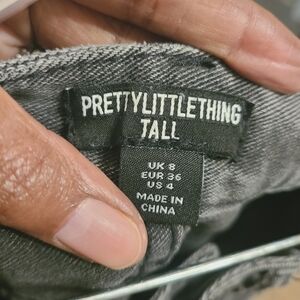 PRETTYLITTLETHING
TALL
UK 8
EUR 36
US 4
MADE IN
CHINA